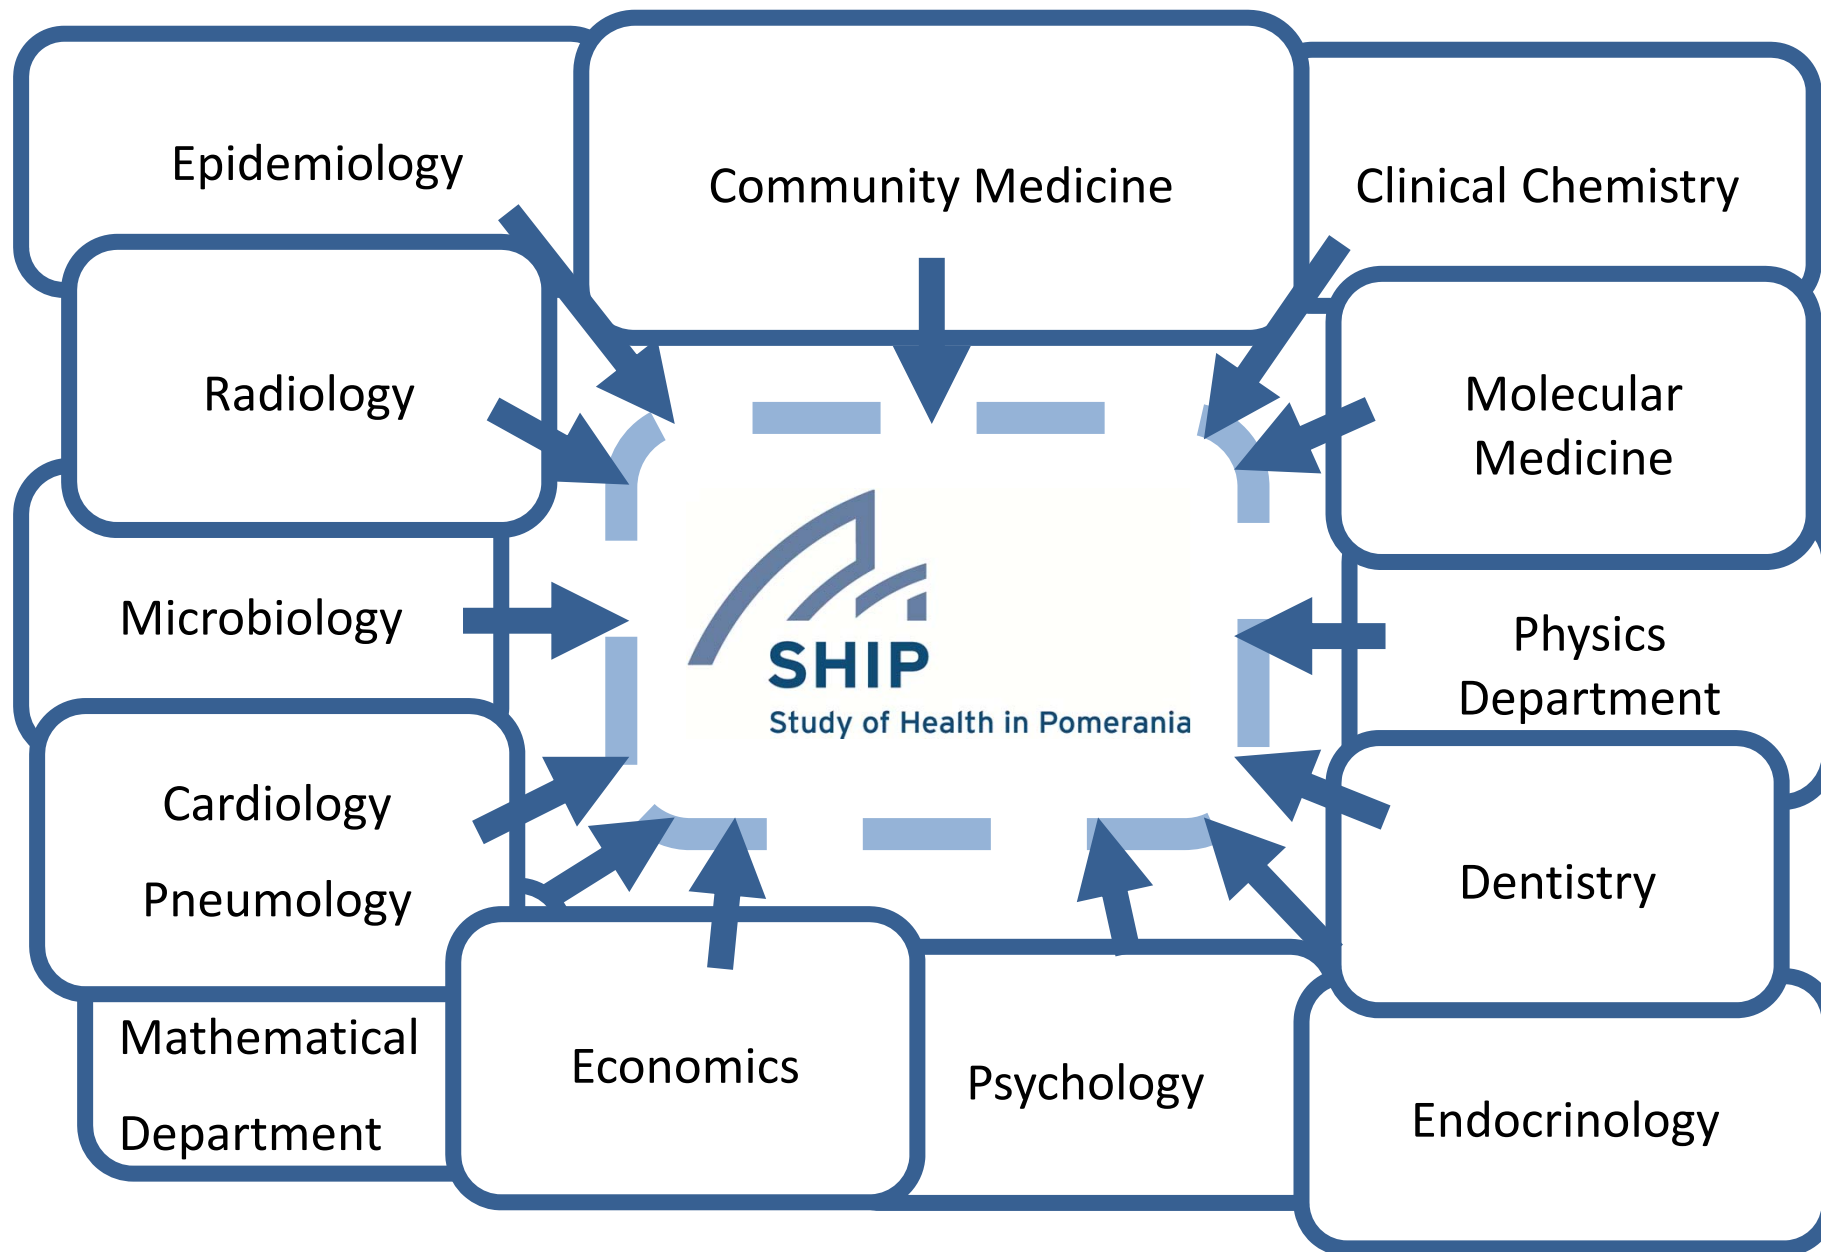 Epidemiology
Community Medicine
Clinical Chemistry
Radiology
Molecular
Medicine
Microbiology
Physics
Department
SHIP
Study of Health in Pomerania
Cardiology
Pneumology
Dentistry
Mathematical
Department
Economics
Psychology
Endocrinology